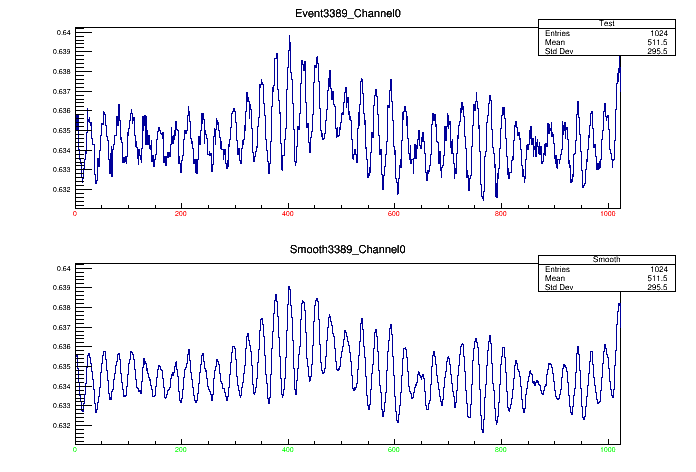 Event3389_Channel0
Test
Entries 1024
Mean 511.5
Std Dev 295.5
0.64
0.639
0.638
0.637
0.636
0.635
0.634
0.633
0.632
0 200 400 600 800 1000
Smooth3389_Channel0
Smooth
Entries 1024
Mean 511.5
Std Dev 295.5
0.64
0.639
0.638
0.637
0.636
0.635
0.634
0.633
0.632
0 200 400 600 800 1000